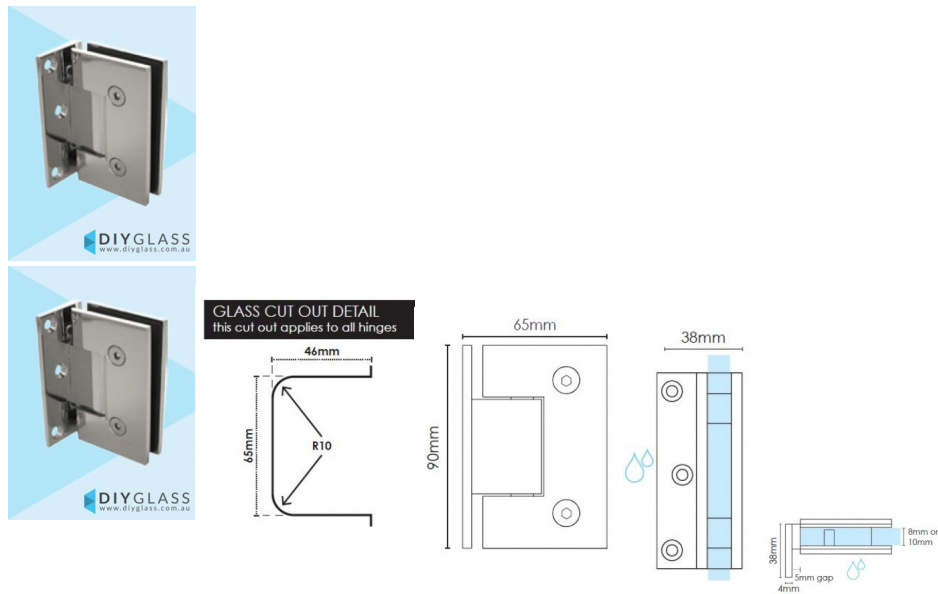 DIYGLASS
www.diyglass.com.au
DIYGLASS
www.diyglass.com.au
GLASS CUT OUT DETAIL
this cut out applies to all hinges
46mm
65mm
R10
65mm
90mm
38mm
38mm
8mm or
10mm
5mm gap
4mm